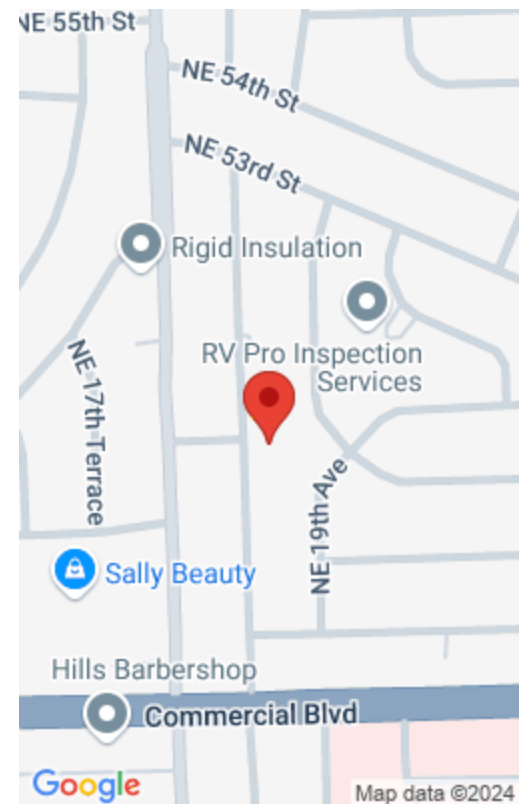 NE 55th St
NE 54th St
NE 53rd St
Rigid Insulation
RV Pro Inspection
Services
NE 17th Terrace
NE 19th Ave
Sally Beauty
Hills Barbershop
Commercial Blvd
Google
Map data ©2024